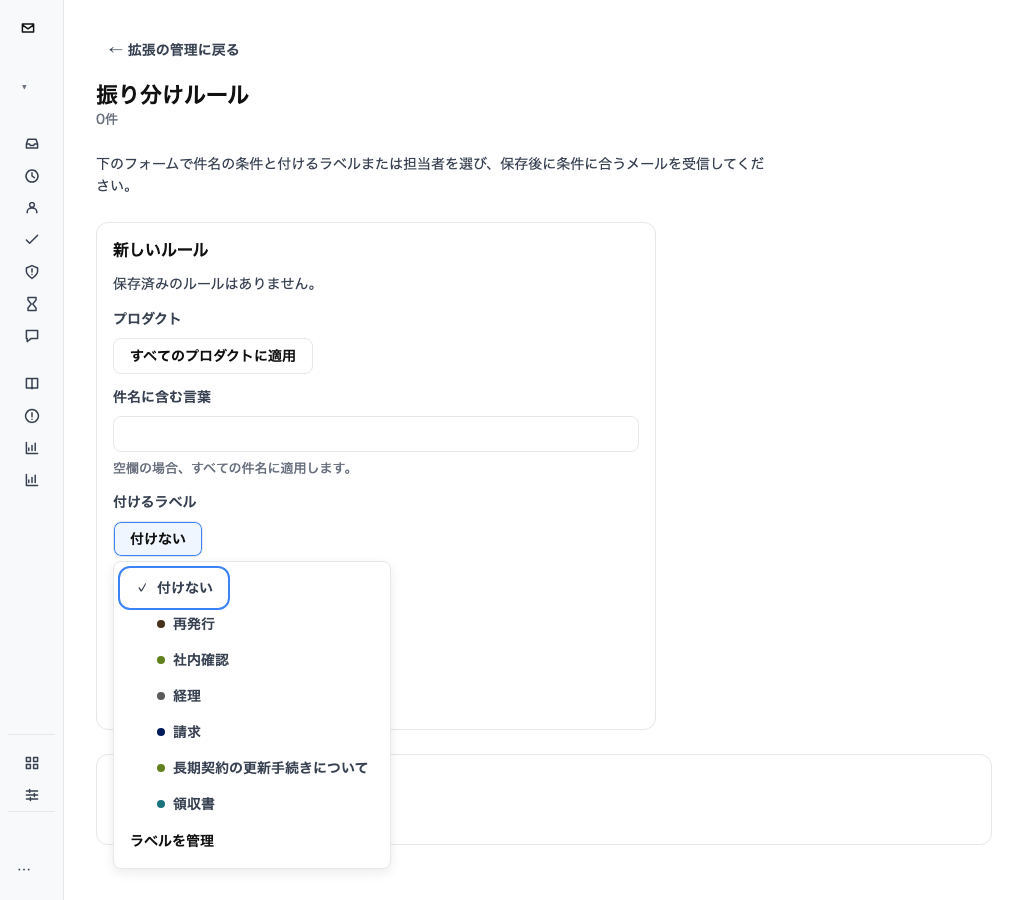 ← 拡張の管理に戻る
振り分けルール
0件
下のフォームで件名の条件と付けるラベルまたは担当者を選び、保存後に条件に合うメールを受信してくだ
さい。
新しいルール
保存済みのルールはありません。
プロダクト
すべてのプロダクトに適用
件名に含む言葉
空欄の場合、すべての件名に適用します。
付けるラベル
付けない
✓ 付けない
再発行
社内確認
経理
請求
長期契約の更新手続きについて
領収書
ラベルを管理